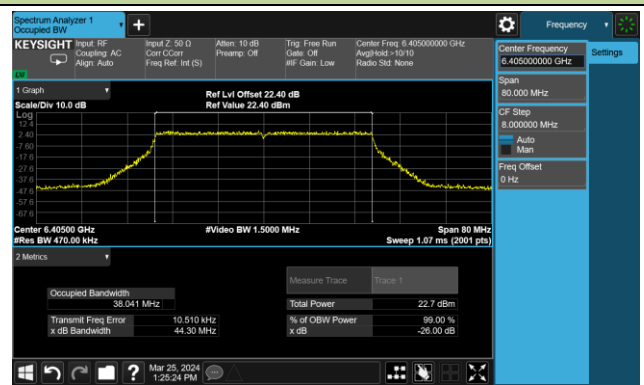 Spectrum Analyzer 1
Occupied BW
Frequency
KEYSIGHT
Input: RF
Coupling: AC
Align: Auto
Input Z: 50 Ω
Corr CCorr
Freq Ref: Int (S)
Atten: 10 dB
Preamp: Off
Trig: Free Run
Gate: Off
#IF Gain: Low
Center Freq: 6.405000000 GHz
Avg|Hold:>10/10
Radio Std: None
LW
Center Frequency
6.405000000 GHz
Settings
Span
80.000 MHz
CF Step
8.000000 MHz
Auto
Man
Freq Offset
0 Hz
1 Graph
Scale/Div 10.0 dB
Ref Lvl Offset 22.40 dB
Ref Value 22.40 dBm
Log
12.4
2.40
-7.60
-17.6
-27.6
-37.6
-47.6
-57.6
-67.6
Center 6.40500 GHz
#Video BW 1.5000 MHz
Span 80 MHz
#Res BW 470.00 kHz
Sweep 1.07 ms (2001 pts)
2 Metrics
Measure Trace
Trace 1
Occupied Bandwidth
38.041 MHz
Total Power
22.7 dBm
Transmit Freq Error
10.510 kHz
% of OBW Power
99.00 %
x dB Bandwidth
44.30 MHz
x dB
-26.00 dB
Mar 25, 2024
1:25:24 PM